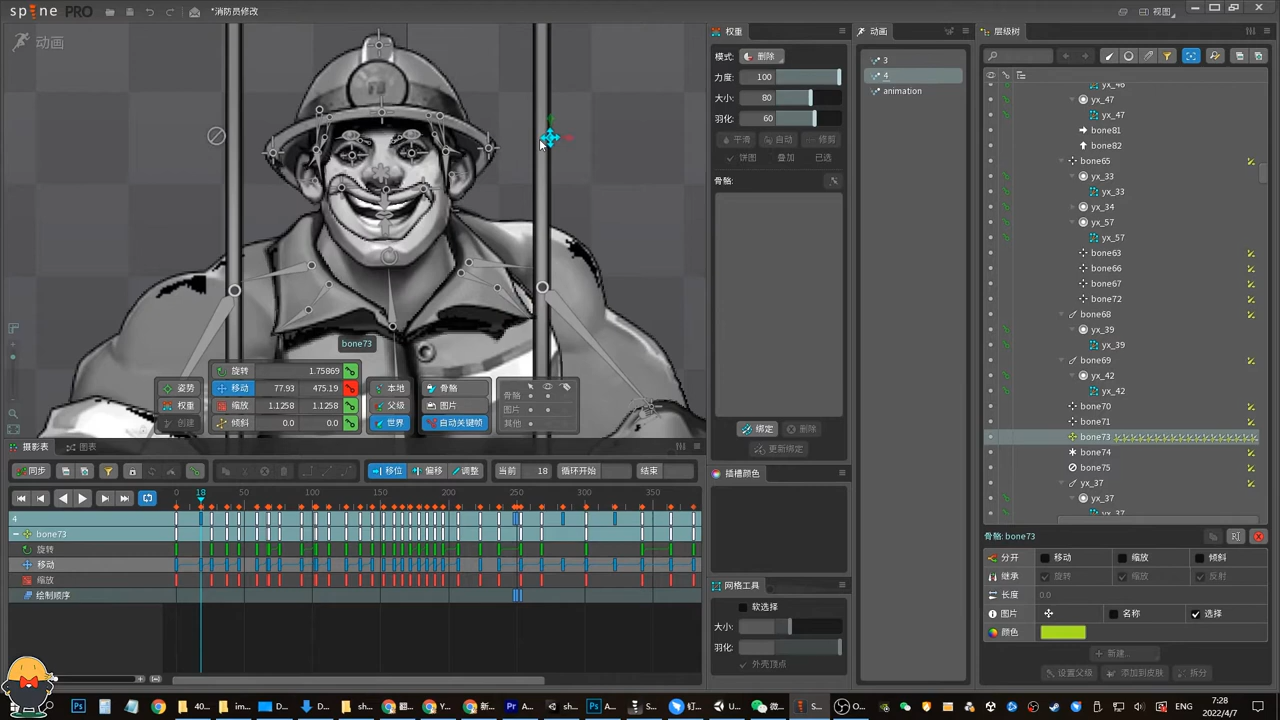 spine PRO
*消防员修改
视图
动画
bone73
旋转 1.75869
移动 77.93 475.19
缩放 1.1258 1.1258
倾斜 0.0 0.0
姿势
权重
创建
本地
父级
世界
骨骼
图片
自动关键帧
骨骼
图片
其他
权重
模式: 删除
力度: 100
大小: 80
羽化: 60
平滑 自动 修剪
饼图 叠加 已选
骨骼:
绑定 删除
更新绑定
插槽颜色
网格工具
软选择
大小:
羽化:
外壳顶点
动画
3
4
animation
层级树
yx_46
yx_47
yx_47
bone81
bone82
bone65
yx_33
yx_33
yx_34
yx_57
yx_57
bone63
bone66
bone67
bone72
bone68
yx_39
yx_39
bone69
yx_42
yx_42
bone70
bone71
bone73
bone74
bone75
yx_37
yx_37
yx_37
骨骼: bone73
分开 移动 缩放 倾斜
继承 旋转 缩放 反射
长度 0.0
图片 名称 选择
颜色
新建...
设置父级 添加到皮肤 拆分
摄影表 图表
同步 移位 偏移 调整 当前 18 循环开始 结束
0 18 50 100 150 200 250 300 350
4
bone73
旋转
移动
缩放
绘制顺序
ENG 7:28
2022/4/7